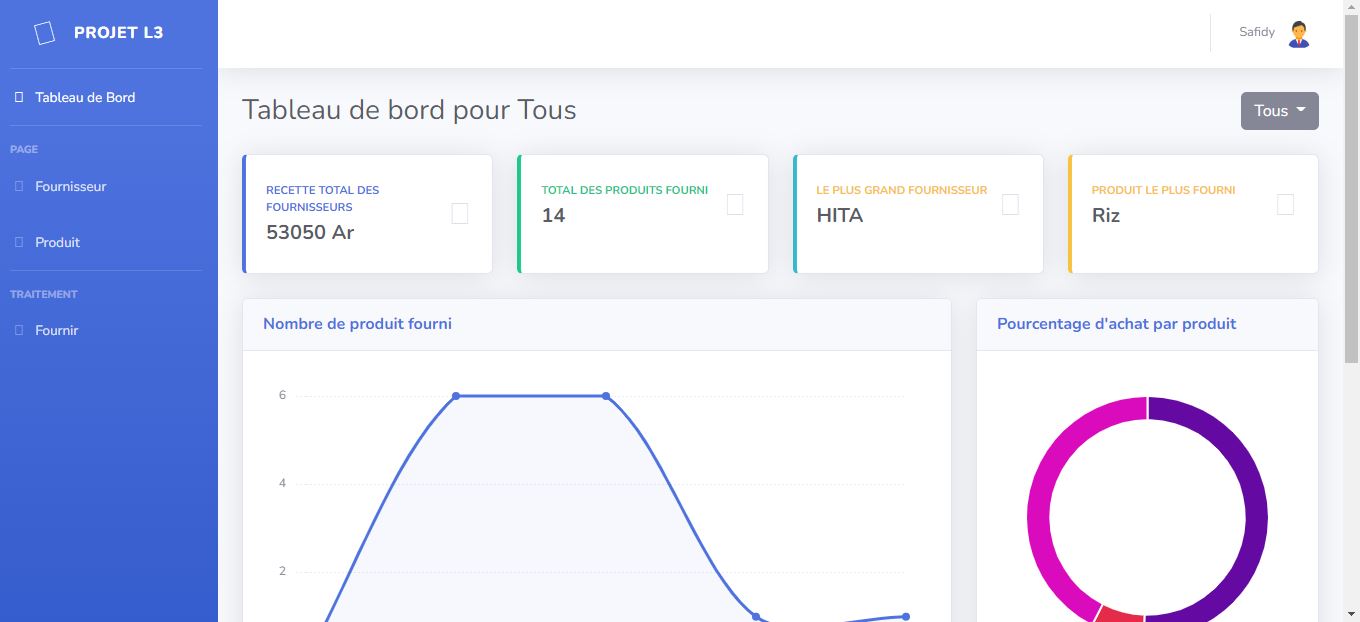 PROJET L3
Safidy
Tableau de Bord
PAGE
Fournisseur
Produit
TRAITEMENT
Fournir
Tableau de bord pour Tous
Tous
RECETTE TOTAL DES
FOURNISSEURS
53050 Ar
TOTAL DES PRODUITS FOURNI
14
LE PLUS GRAND FOURNISSEUR
HITA
PRODUIT LE PLUS FOURNI
Riz
Nombre de produit fourni
6
4
2
Pourcentage d'achat par produit